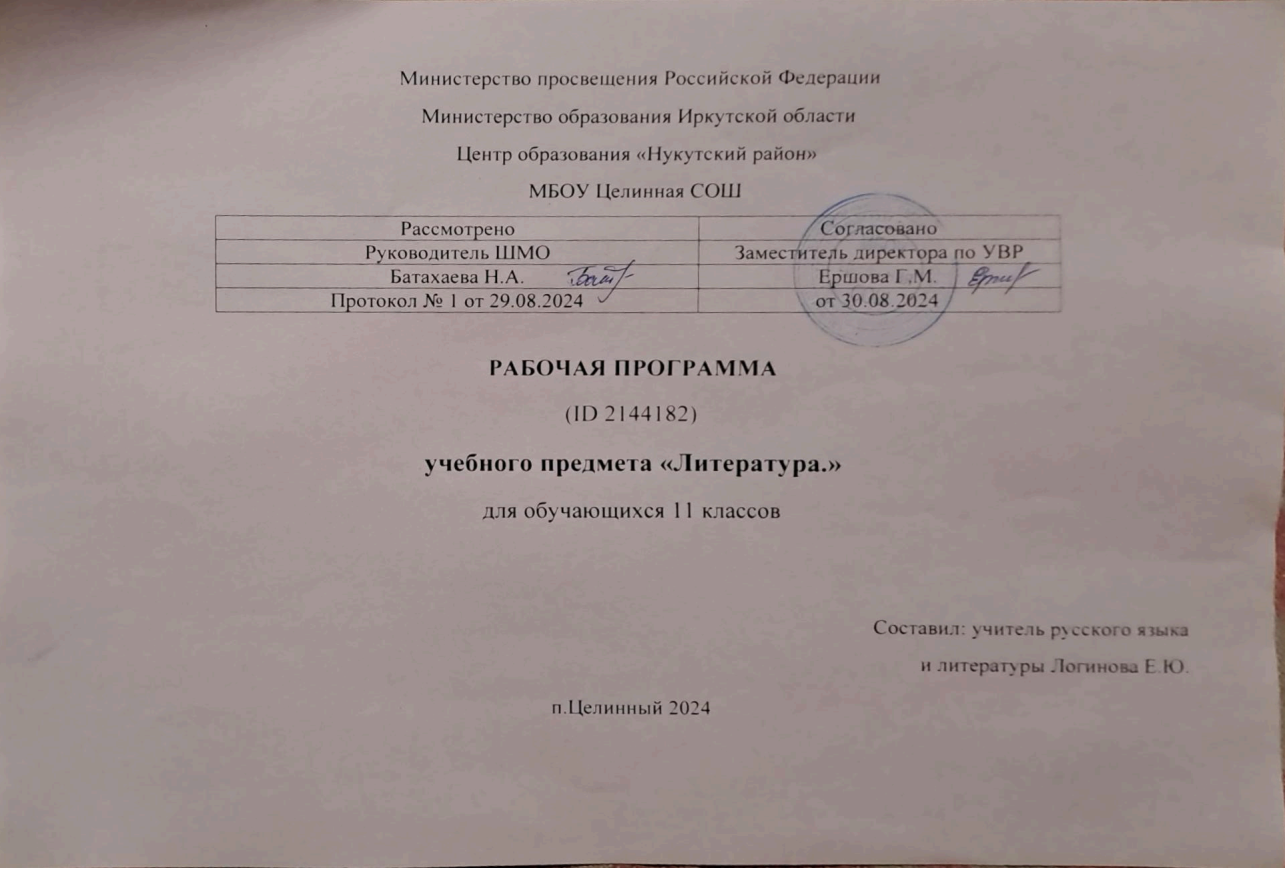 Министерство просвещения Российской Федерации
Министерство образования Иркутской области
Центр образования «Нукутский район»
МБОУ Целинная СОШ
Рассмотрено Согласовано
Руководитель ШМО Заместитель директора по УВР
Батахаева Н.А. Ершова Г.М.
Протокол № 1 от 29.08.2024 от 30.08.2024
РАБОЧАЯ ПРОГРАММА
(ID 2144182)
учебного предмета «Литература.»
для обучающихся 11 классов
Составил: учитель русского языка
и литературы Логинова Е.Ю.
п.Целинный 2024